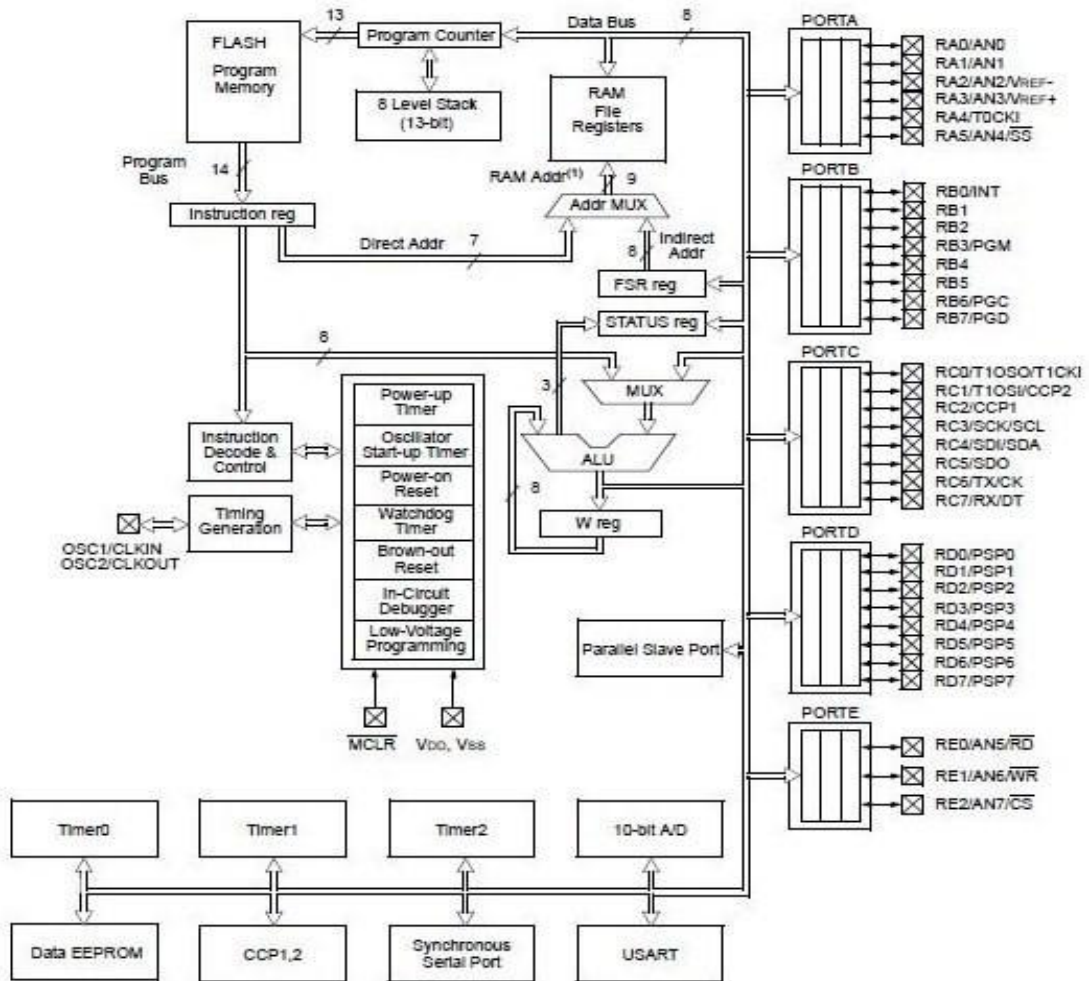 13
Data Bus
8
PORTA
FLASH
Program
Memory
Program Counter
8 Level Stack
(13-bit)
RAM
File
Registers
RA0/AN0
RA1/AN1
RA2/AN2/VREF-
RA3/AN3/VREF+
RA4/T0CKI
RA5/AN4/SS
Program
Bus
14
RAM Addr(1)
9
PORTB
Instruction reg
Addr MUX
Direct Addr
7
8
Indirect
Addr
FSR reg
STATUS reg
RB0/INT
RB1
RB2
RB3/PGM
RB4
RB5
RB6/PGC
RB7/PGD
8
3
MUX
PORTC
RC0/T1OSO/T1CKI
RC1/T1OSI/CCP2
RC2/CCP1
RC3/SCK/SCL
RC4/SDI/SDA
RC5/SDO
RC6/TX/CK
RC7/RX/DT
Power-up
Timer
Oscillator
Start-up Timer
Power-on
Reset
Watchdog
Timer
Brown-out
Reset
In-Circuit
Debugger
Low-Voltage
Programming
Instruction
Decode &
Control
Timing
Generation
OSC1/CLKIN
OSC2/CLKOUT
ALU
8
W reg
PORTD
RD0/PSP0
RD1/PSP1
RD2/PSP2
RD3/PSP3
RD4/PSP4
RD5/PSP5
RD6/PSP6
RD7/PSP7
Parallel Slave Port
MCLR
VDD, VSS
PORTE
RE0/AN5/RD
RE1/AN6/WR
RE2/AN7/CS
Timer0
Timer1
Timer2
10-bit A/D
Data EEPROM
CCP1,2
Synchronous
Serial Port
USART